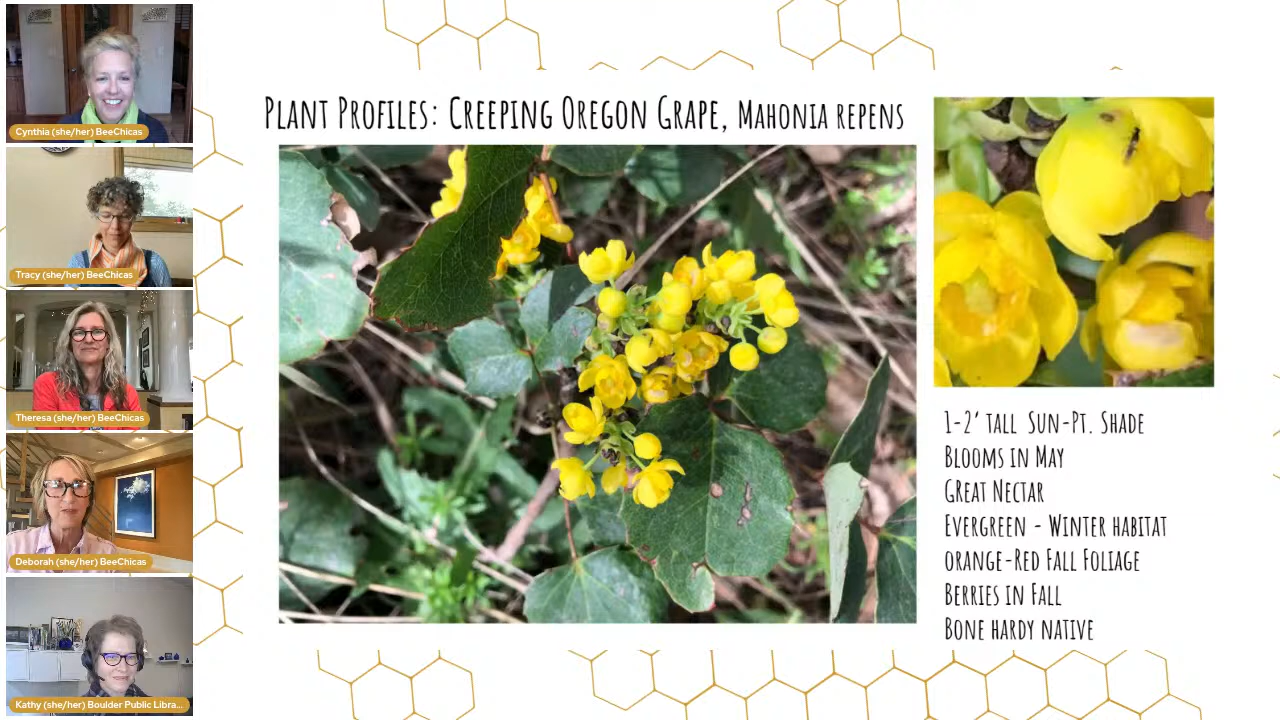 Cynthia (she/her) BeeChicas
Tracy (she/her) BeeChicas
Theresa (she/her) BeeChicas
Deborah (she/her) BeeChicas
Kathy (she/her) Boulder Public Libra...
Plant Profiles: Creeping Oregon Grape, Mahonia repens
1-2' tall Sun-Pt. Shade
Blooms in May
Great Nectar
Evergreen - Winter habitat
orange-Red Fall Foliage
Berries in Fall
Bone hardy native